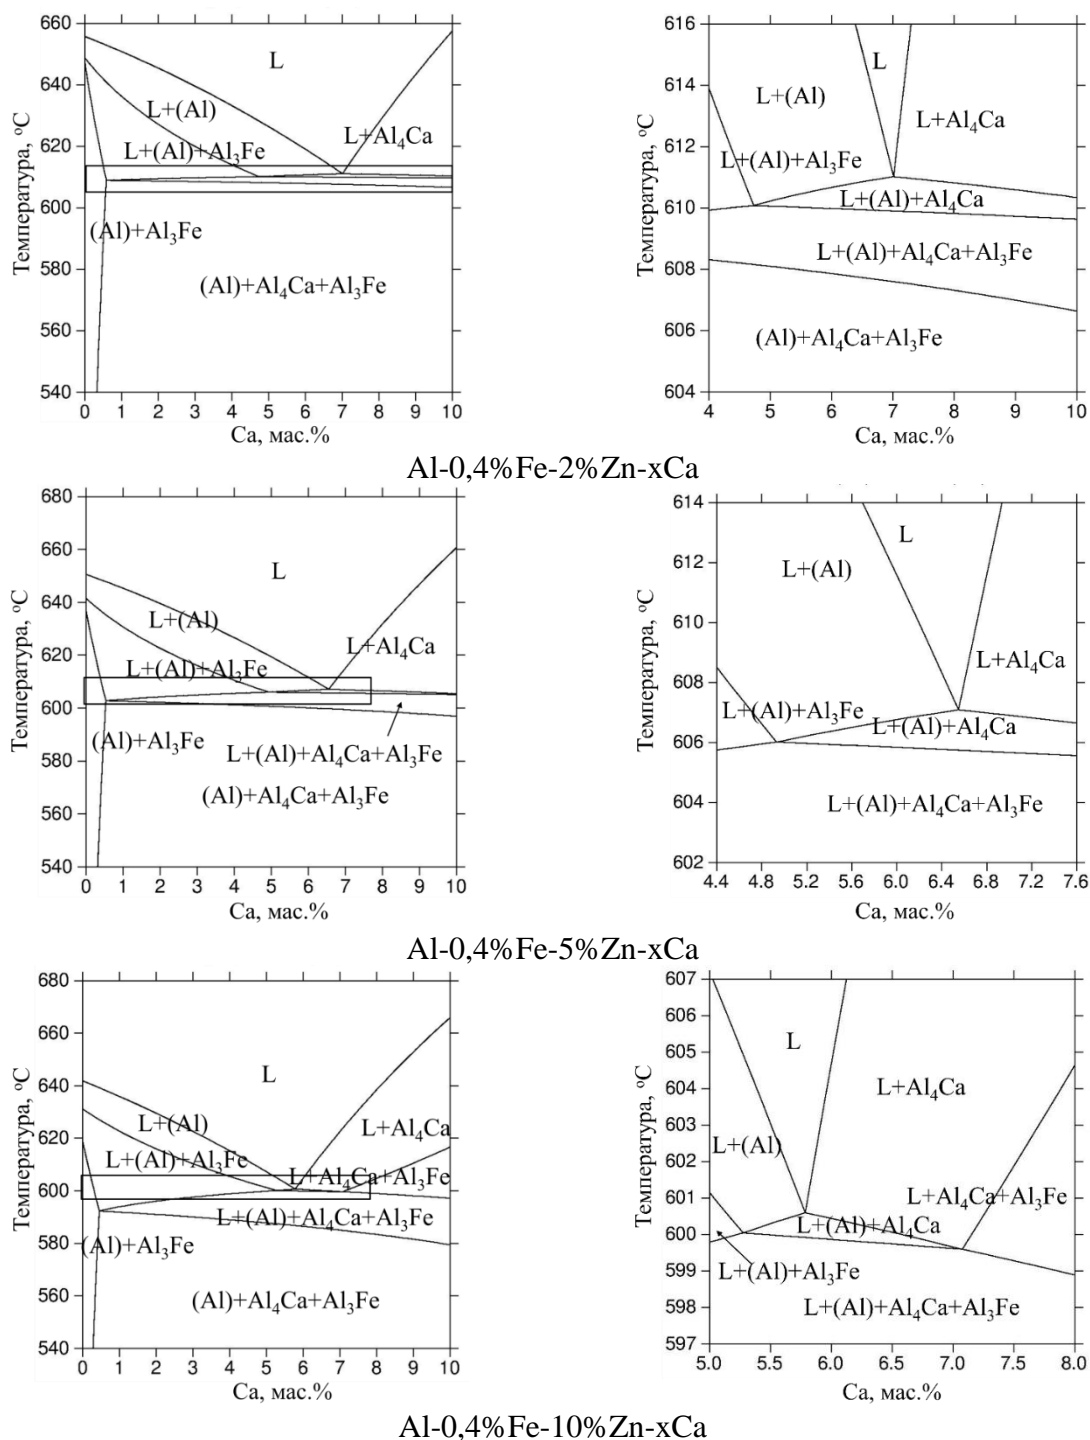 660
640
620
600
580
560
540
Температура, °C
L
L+(Al)
L+Al₄Ca
L+(Al)+Al₃Fe
(Al)+Al₃Fe
(Al)+Al₄Ca+Al₃Fe
0 1 2 3 4 5 6 7 8 9 10
Ca, мас.%
616
614
612
610
608
606
604
Температура, °C
L
L+(Al)
L+Al₄Ca
L+(Al)+Al₃Fe
L+(Al)+Al₄Ca
L+(Al)+Al₄Ca+Al₃Fe
(Al)+Al₄Ca+Al₃Fe
4 5 6 7 8 9 10
Ca, мас.%
Al-0,4%Fe-2%Zn-xCa
680
660
640
620
600
580
560
540
Температура, °C
L
L+(Al)
L+Al₄Ca
L+(Al)+Al₃Fe
(Al)+Al₃Fe
L+(Al)+Al₄Ca+Al₃Fe
(Al)+Al₄Ca+Al₃Fe
0 1 2 3 4 5 6 7 8 9 10
Ca, мас.%
614
612
610
608
606
604
602
Температура, °C
L
L+(Al)
L+Al₄Ca
L+(Al)+Al₃Fe
L+(Al)+Al₄Ca
L+(Al)+Al₄Ca+Al₃Fe
4.4 4.8 5.2 5.6 6.0 6.4 6.8 7.2 7.6
Ca, мас.%
Al-0,4%Fe-5%Zn-xCa
680
660
640
620
600
580
560
540
Температура, °C
L
L+(Al)
L+Al₄Ca
L+(Al)+Al₃Fe
L+Al₄Ca+Al₃Fe
L+(Al)+Al₄Ca+Al₃Fe
(Al)+Al₃Fe
(Al)+Al₄Ca+Al₃Fe
0 1 2 3 4 5 6 7 8 9 10
Ca, мас.%
607
606
605
604
603
602
601
600
599
598
597
Температура, °C
L
L+Al₄Ca
L+(Al)
L+Al₄Ca+Al₃Fe
L+(Al)+Al₄Ca
L+(Al)+Al₃Fe
L+(Al)+Al₄Ca+Al₃Fe
5.0 5.5 6.0 6.5 7.0 7.5 8.0
Ca, мас.%
Al-0,4%Fe-10%Zn-xCa